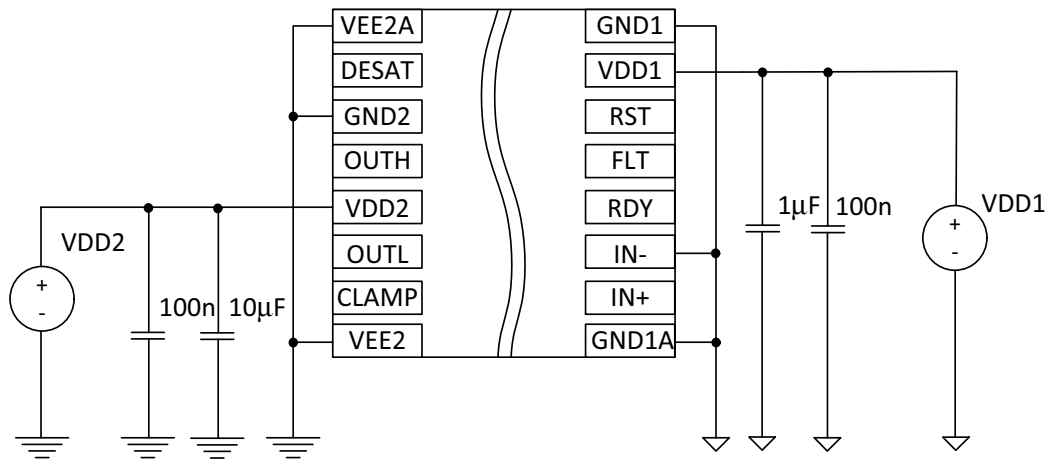 VEE2A
GND1
DESAT
VDD1
GND2
RST
OUTH
FLT
VDD2
RDY
OUTL
IN-
CLAMP
IN+
VEE2
GND1A
VDD2
+
-
100n
10μF
1μF
100n
VDD1
+
-